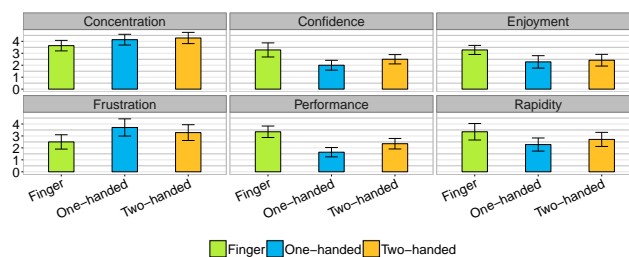 Concentration Confidence Enjoyment
4
3
2
1
0
Frustration Performance Rapidity
4
3
2
1
0
Finger One-handed Two-handed Finger One-handed Two-handed Finger One-handed Two-handed
Finger One-handed Two-handed